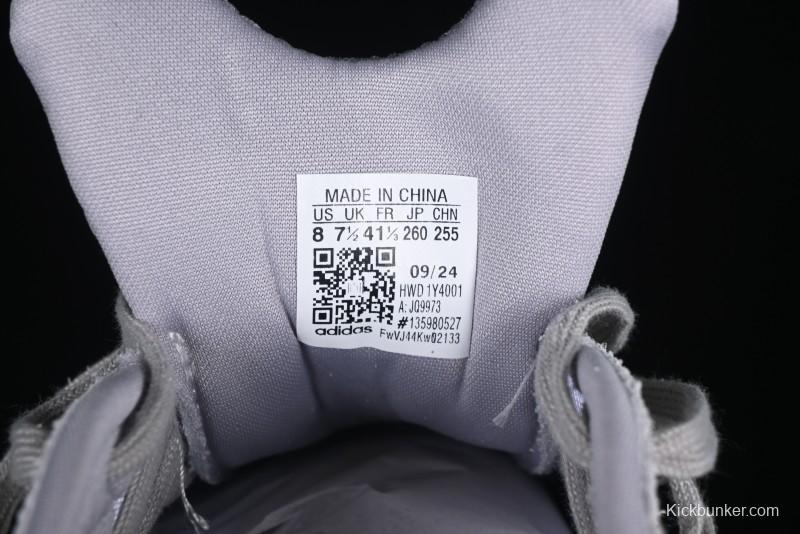 MADE IN CHINA
US UK FR JP CHN
8 7½ 41⅓ 260 255
09/24
HWD 1Y4001
A: JQ9973
#135980527
adidas FwVJ44Kw02133
Kickbunker.com